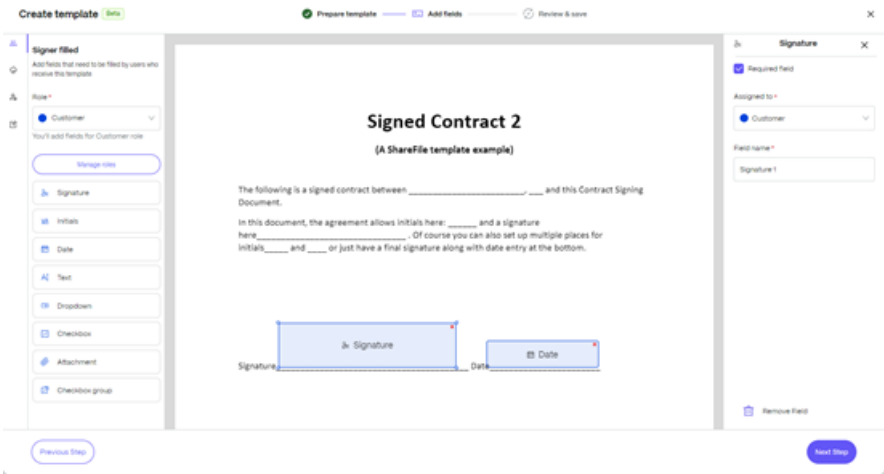 Create template Beta
Prepare template
Add fields
Review & save
Signer filled
Add fields that need to be filled by users who
receive this template
Role*
Customer
You'll add fields for Customer role
Manage roles
Signature
Initials
Date
Text
Dropdown
Checkbox
Attachment
Checkbox group
Signed Contract 2
(A ShareFile template example)
The following is a signed contract between ________________________, ___ and this Contract Signing
Document.
In this document, the agreement allows initials here: ______ and a signature
here_______________________________ . Of course you can also set up multiple places for
initials_____ and ____ or just have a final signature along with date entry at the bottom.
Signature
Date
Signature________________________________________ Date_______________________
Signature
Required field
Assigned to*
Customer
Field name*
Signature 1
Remove Field
Previous Step
Next Step